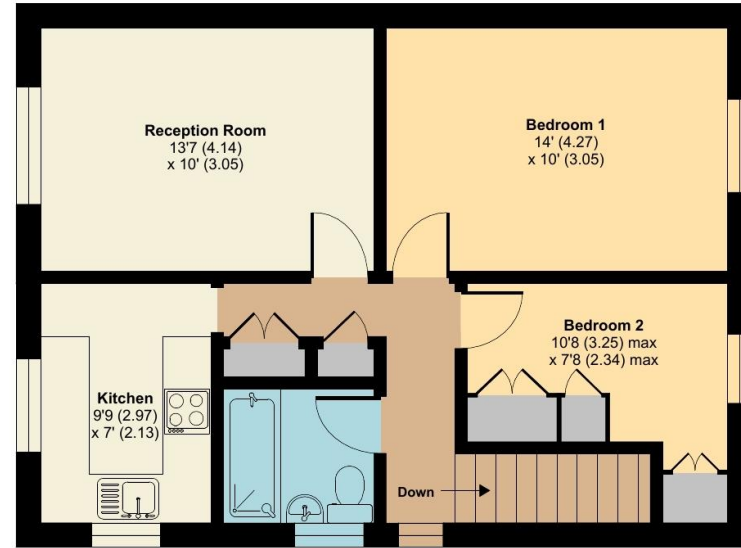 Reception Room
13'7 (4.14)
x 10' (3.05)
Bedroom 1
14' (4.27)
x 10' (3.05)
Bedroom 2
10'8 (3.25) max
x 7'8 (2.34) max
Kitchen
9'9 (2.97)
x 7' (2.13)
Down